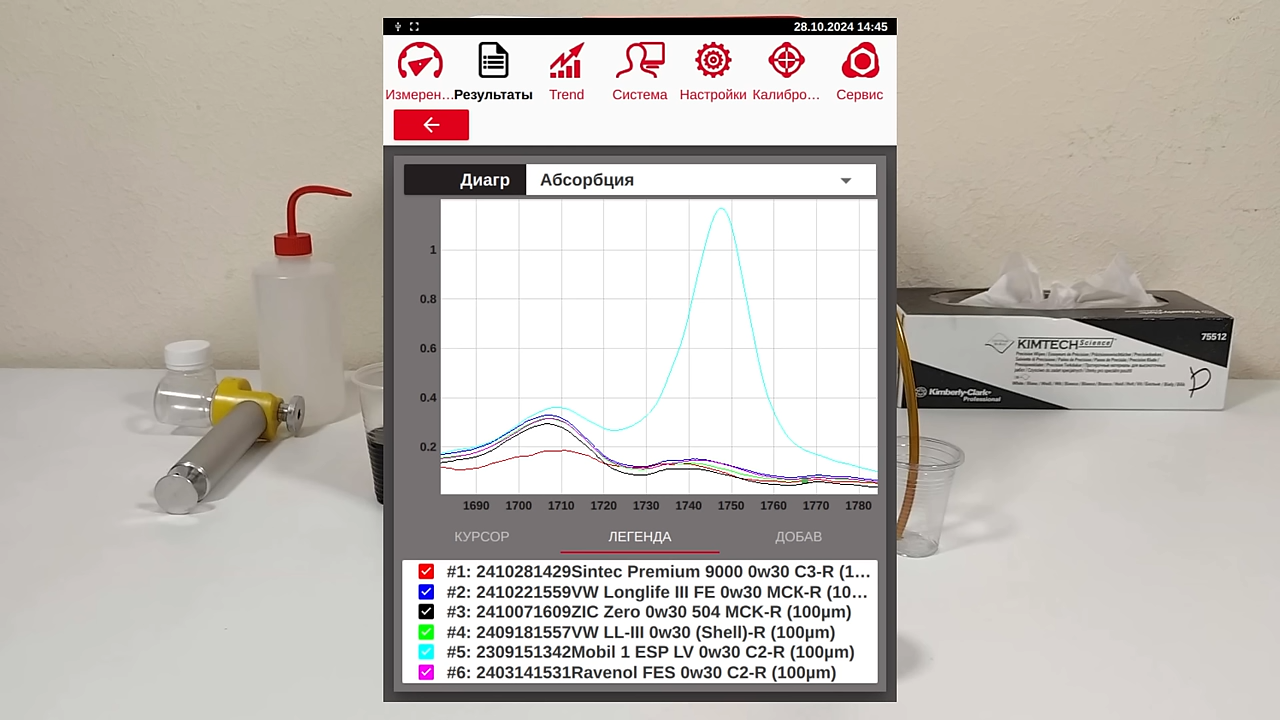 28.10.2024 14:45
Измерен… Результаты Trend Система Настройки Калибро… Сервис
Диагр Абсорбция
1
0.8
0.6
0.4
0.2
1690 1700 1710 1720 1730 1740 1750 1760 1770 1780
КУРСОР ЛЕГЕНДА ДОБАВ
#1: 2410281429Sintec Premium 9000 0w30 C3-R (1…
#2: 2410221559VW Longlife III FE 0w30 МСК-R (10…
#3: 2410071609ZIC Zero 0w30 504 МСК-R (100µm)
#4: 2409181557VW LL-III 0w30 (Shell)-R (100µm)
#5: 2309151342Mobil 1 ESP LV 0w30 C2-R (100µm)
#6: 2403141531Ravenol FES 0w30 C2-R (100µm)
75512
KIMTECH Science
Kimberly-Clark
Professional
P